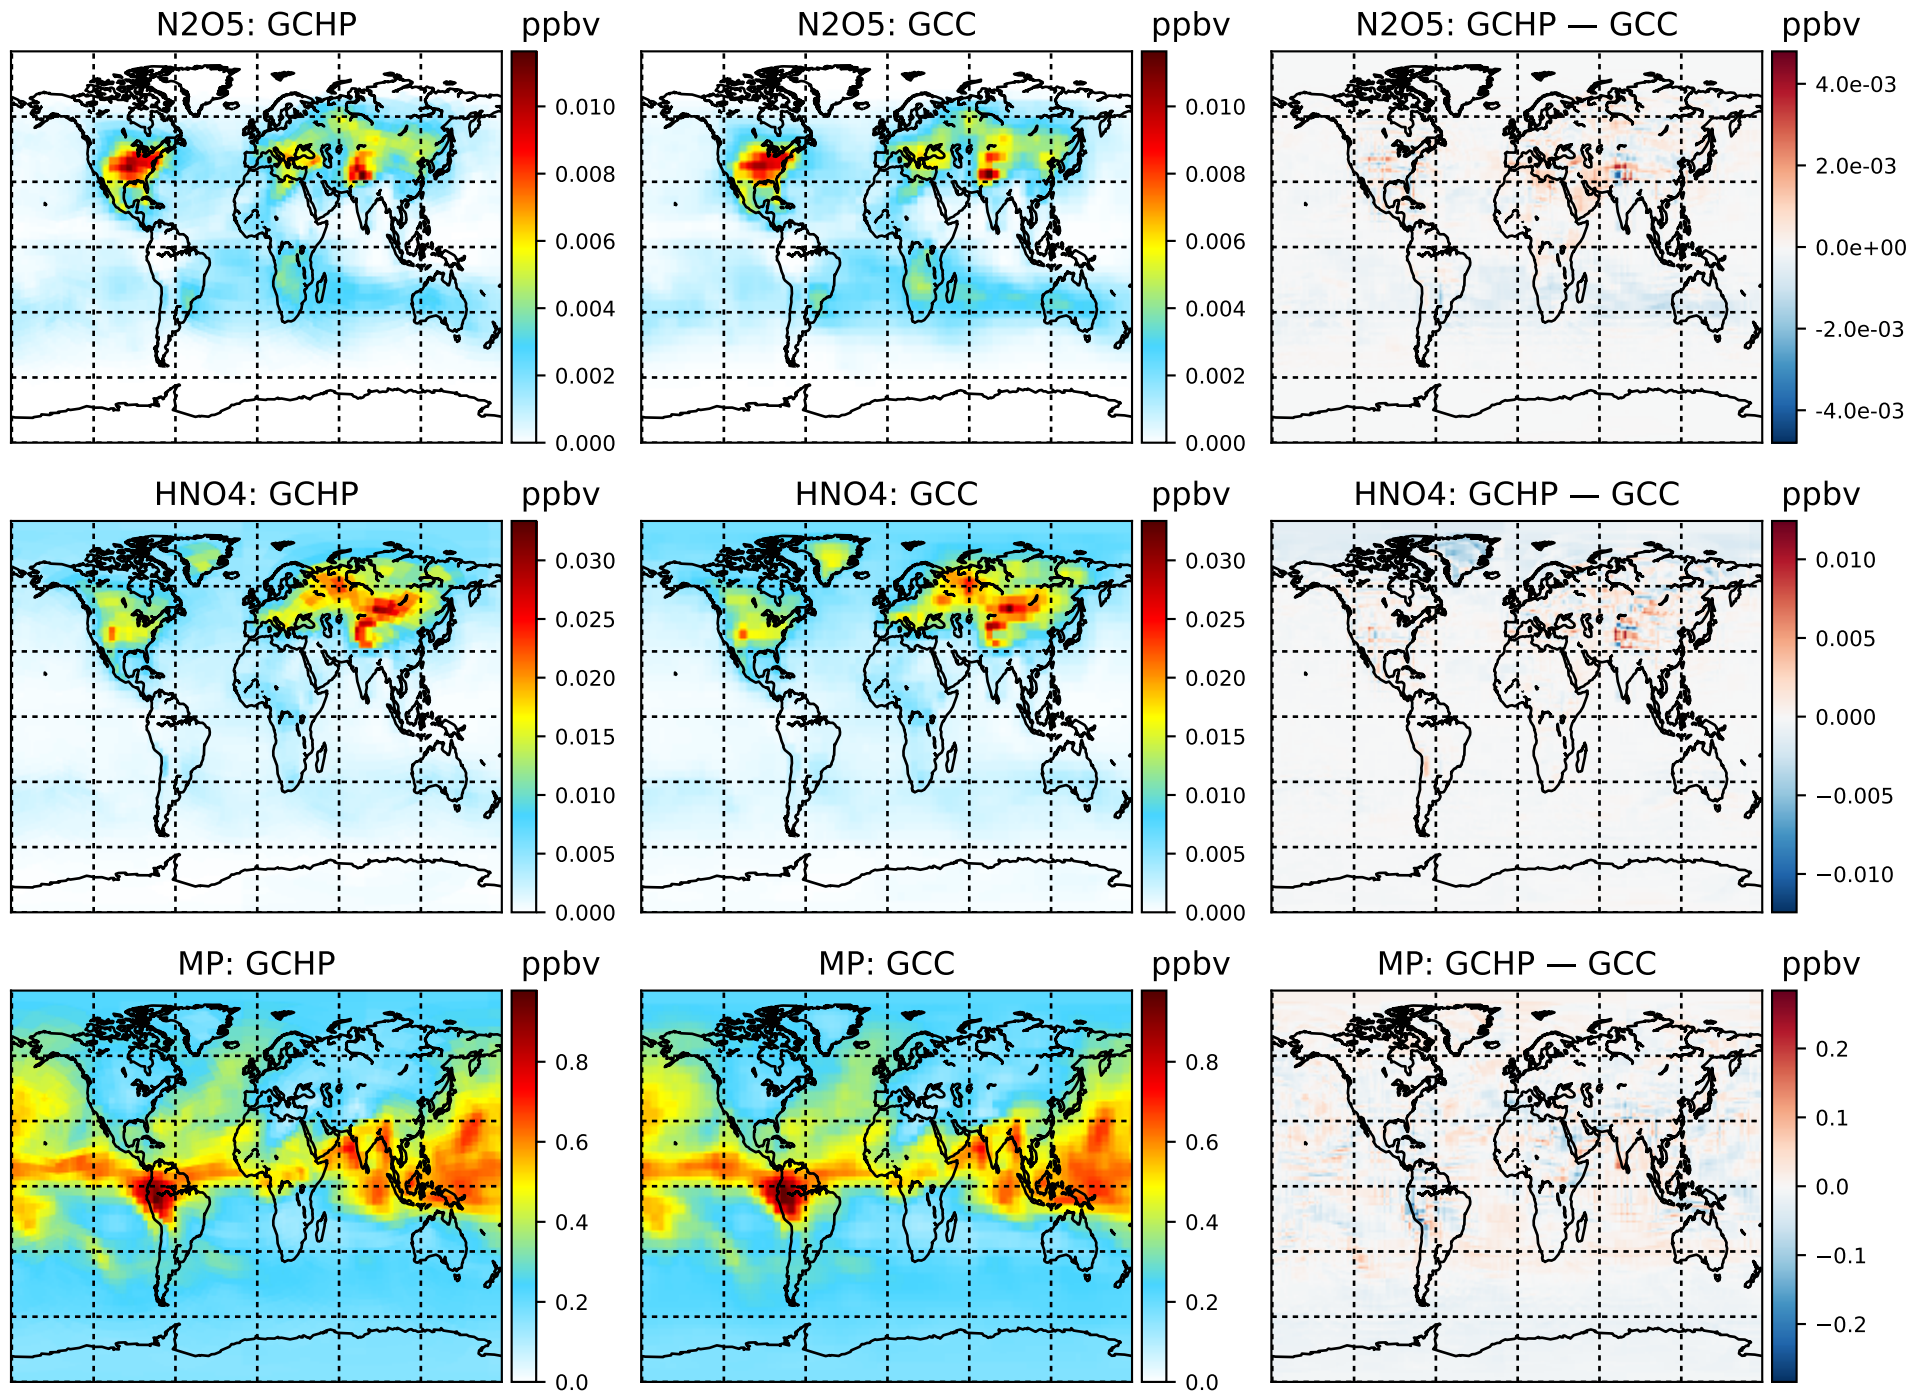 N2O5: GCHP
ppbv
N2O5: GCC
ppbv
N2O5: GCHP — GCC
ppbv
0.010
0.008
0.006
0.004
0.002
0.000
0.010
0.008
0.006
0.004
0.002
0.000
4.0e-03
2.0e-03
0.0e+00
-2.0e-03
-4.0e-03
HNO4: GCHP
ppbv
HNO4: GCC
ppbv
HNO4: GCHP — GCC
ppbv
0.030
0.025
0.020
0.015
0.010
0.005
0.000
0.030
0.025
0.020
0.015
0.010
0.005
0.000
0.010
0.005
0.000
−0.005
−0.010
MP: GCHP
ppbv
MP: GCC
ppbv
MP: GCHP — GCC
ppbv
0.8
0.6
0.4
0.2
0.0
0.8
0.6
0.4
0.2
0.0
0.2
0.1
0.0
−0.1
−0.2